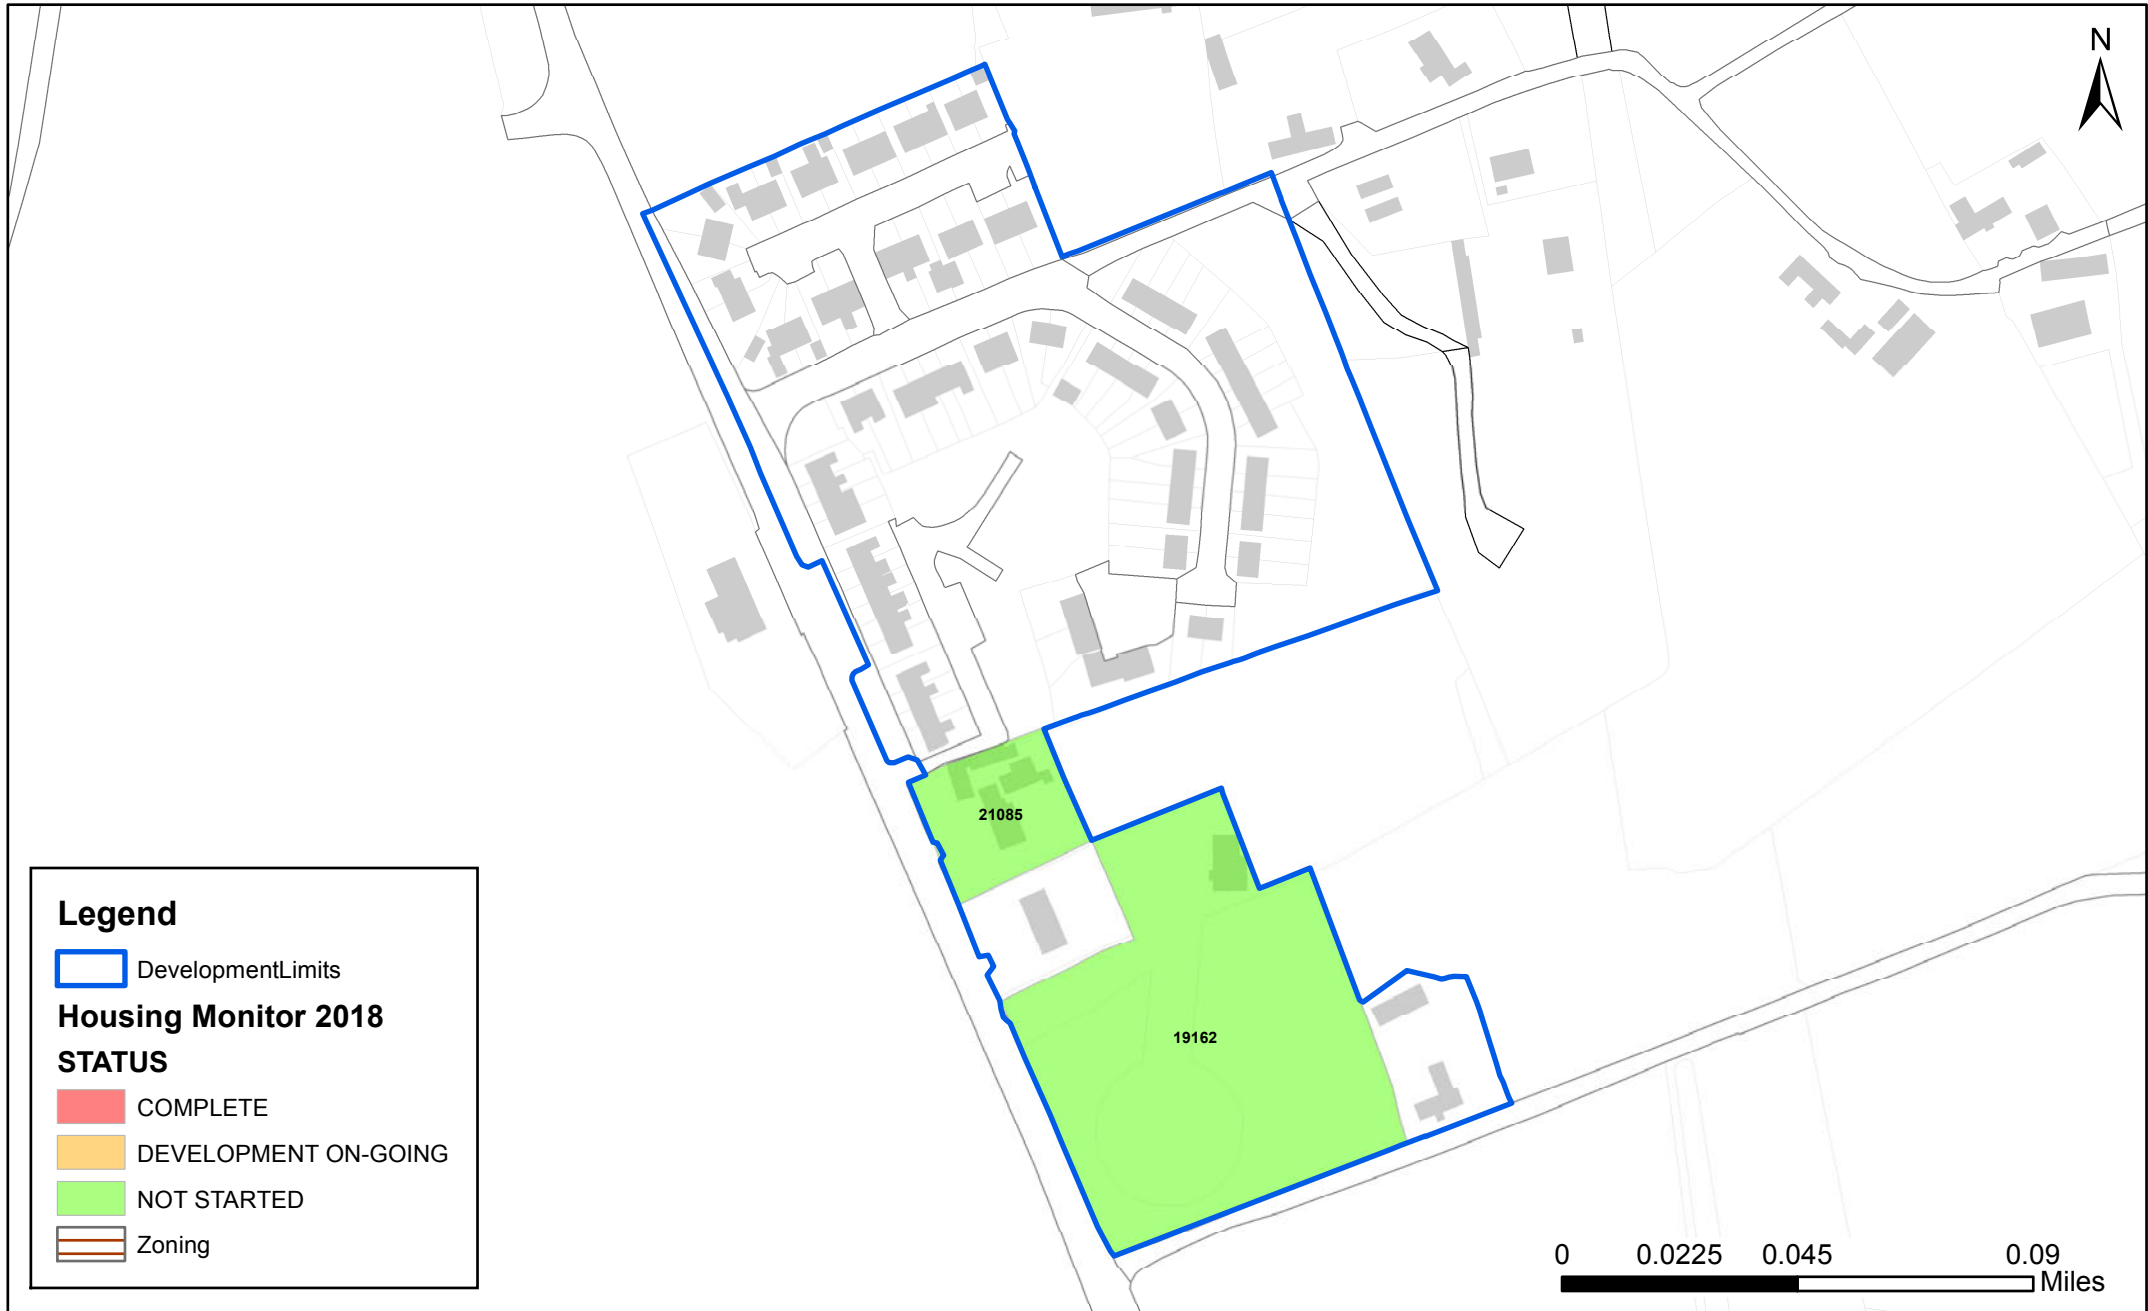 N
21085
19162
Legend
DevelopmentLimits
Housing Monitor 2018
STATUS
COMPLETE
DEVELOPMENT ON-GOING
NOT STARTED
Zoning
0 0.0225 0.045 0.09
Miles